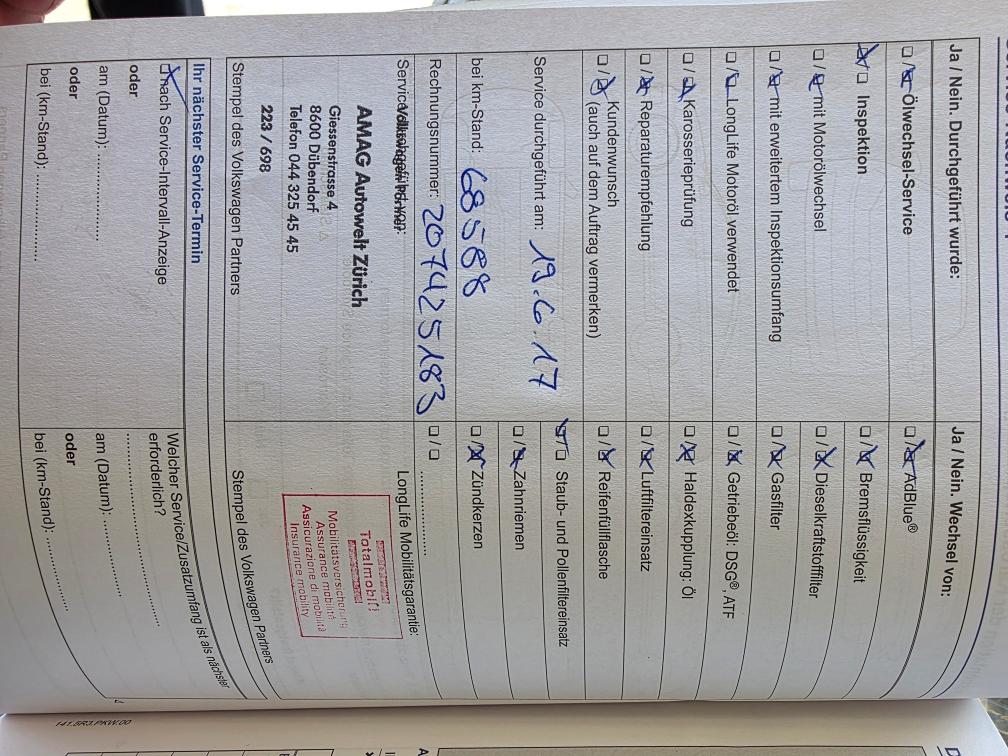 Ja / Nein. Durchgeführt wurde:
☐ / ☒ Ölwechsel-Service
☒ / ☐ Inspektion
☐ / ☒ mit Motorölwechsel
☐ / ☒ mit erweitertem Inspektionsumfang
☐ / ☒ LongLife Motoröl verwendet
☐ / ☒ Karosserieprüfung
☐ / ☒ Reparaturempfehlung
☐ / ☒ Kundenwunsch
(auch auf dem Auftrag vermerken)
Service durchgeführt am: 19.6.17
bei km-Stand: 68588
Rechnungsnummer: 207425183
AMAG Autowelt Zürich
Giessenstrasse 4
8600 Dübendorf
Telefon 044 325 45 45
223 / 698
Stempel des Volkswagen Partners
Ja / Nein. Wechsel von:
☐ / ☒ AdBlue®
☐ / ☒ Bremsflüssigkeit
☐ / ☒ Dieselkraftstofffilter
☐ / ☒ Gasfilter
☐ / ☒ Getriebeöl: DSG®, ATF
☐ / ☒ Haldexkupplung: Öl
☐ / ☒ Luftfiltereinsatz
☐ / ☒ Reifenfüllflasche
☒ / ☐ Staub- und Pollenfiltereinsatz
☐ / ☒ Zahnriemen
☐ / ☒ Zündkerzen
☐ / ☐ ..............
LongLife Mobilitätsgarantie:
Totalmobil!
Mobilitätsversicherung
Assurance mobilité
Assicurazione di mobilità
Insurance mobility
Stempel des Volkswagen Partners
Ihr nächster Service-Termin
☒ nach Service-Intervall-Anzeige
oder
am (Datum): ................
oder
bei (km-Stand): ................
Welcher Service/Zusatzumfang ist als nächster
erforderlich?
................................
am (Datum): ................
oder
bei (km-Stand): ................
141.5R3.PKW.00